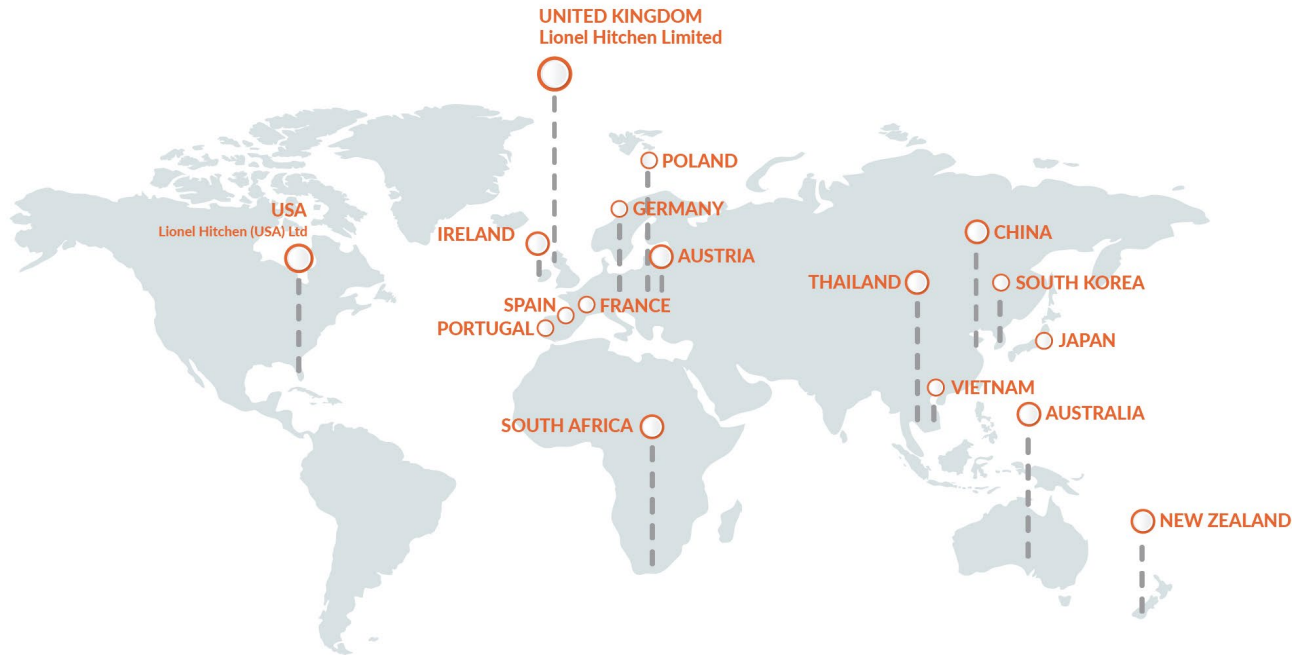 UNITED KINGDOM
Lionel Hitchen Limited
POLAND
USA
Lionel Hitchen (USA) Ltd
GERMANY
IRELAND
AUSTRIA
CHINA
THAILAND
SOUTH KOREA
SPAIN
FRANCE
PORTUGAL
JAPAN
VIETNAM
SOUTH AFRICA
AUSTRALIA
NEW ZEALAND